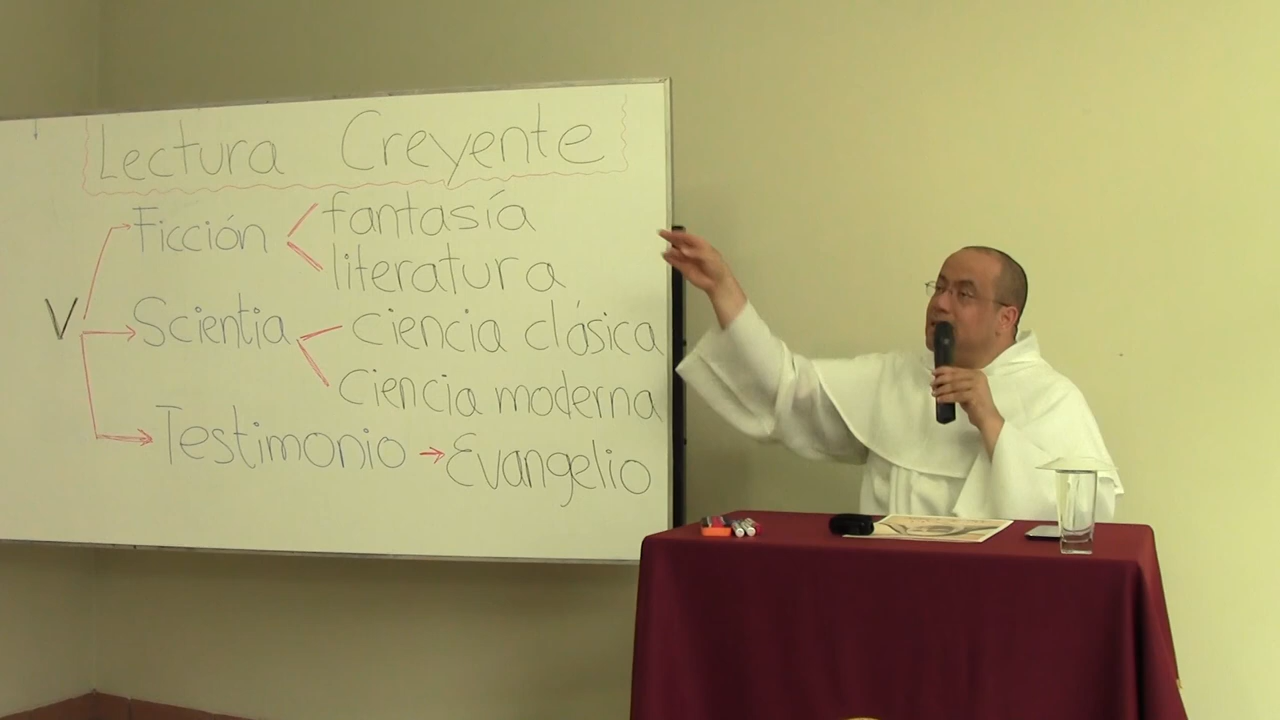 Lectura Creyente
Ficción
fantasía
literatura
V
Scientia
ciencia clásica
ciencia moderna
Testimonio → Evangelio